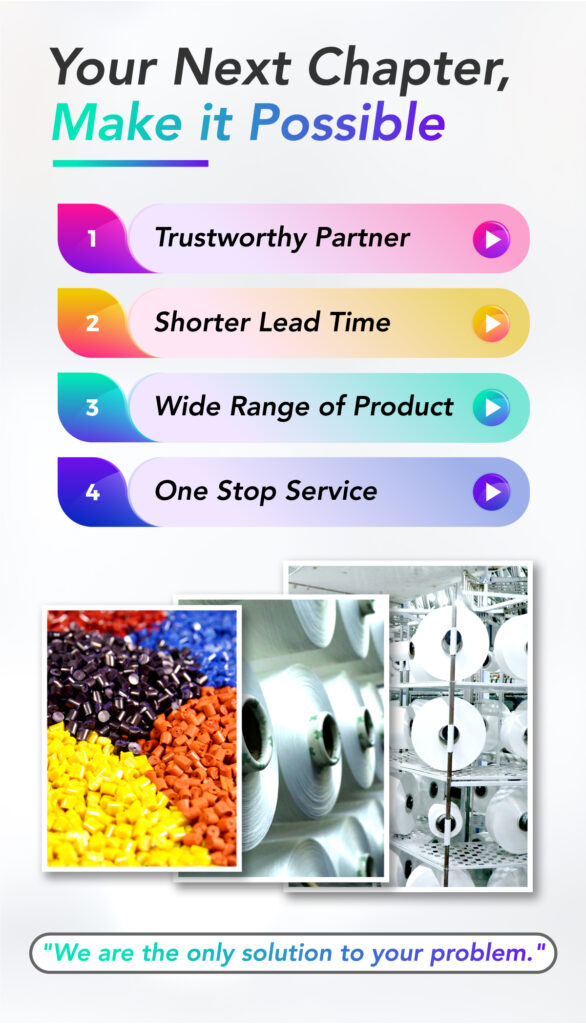 Your Next Chapter,
Make it Possible
1 Trustworthy Partner
2 Shorter Lead Time
3 Wide Range of Product
4 One Stop Service
"We are the only solution to your problem."